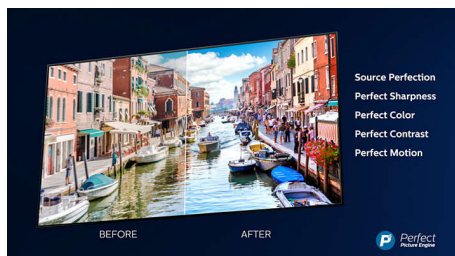 Source Perfection
Perfect Sharpness
Perfect Color
Perfect Contrast
Perfect Motion
BEFORE
AFTER
P Perfect
Picture Engine